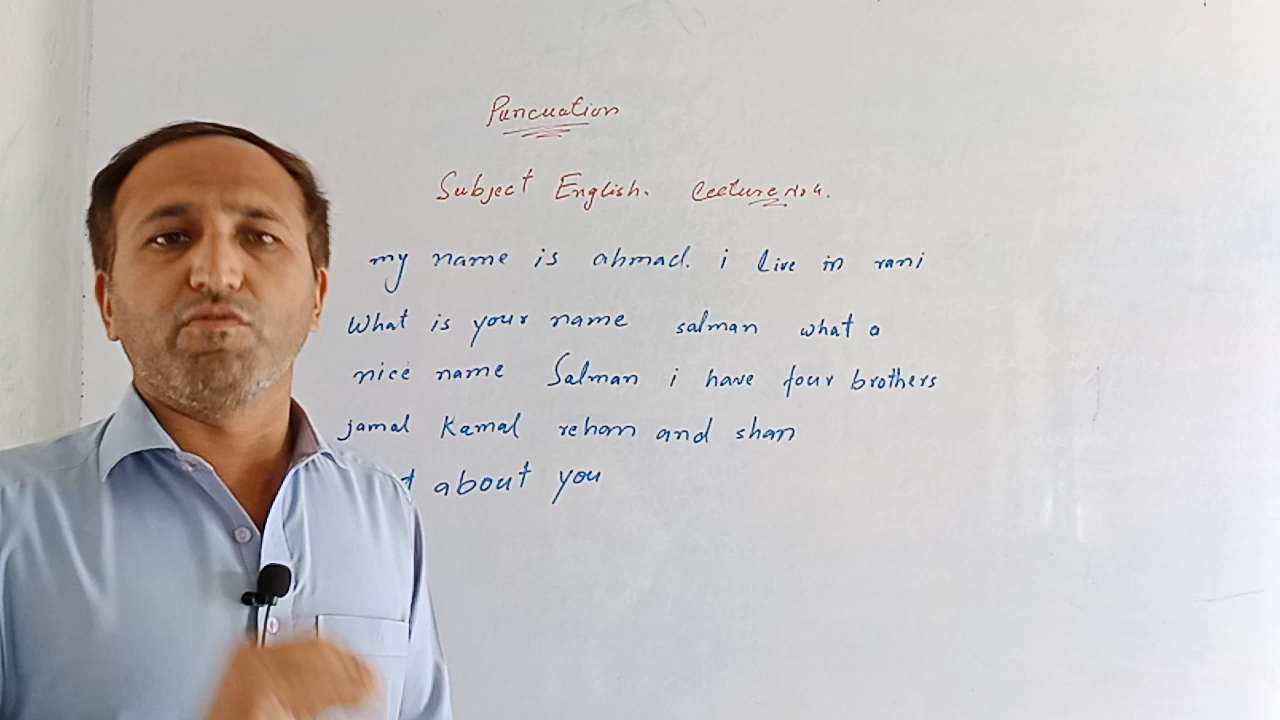 Puncuation
Subject English. Lecture No 4.
my name is ahmad. i live in rani
What is your name salman what a
nice name Salman i have four brothers
jamal Kamal reham and shan
about you